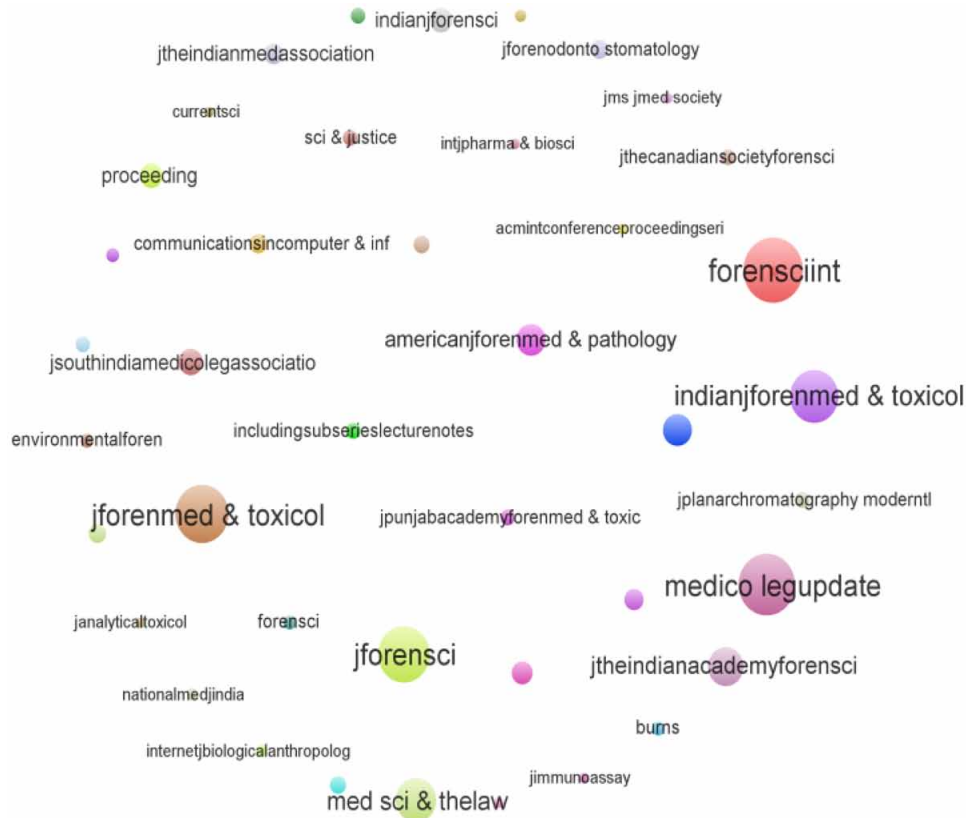 indianjforensci
jtheindianmedassociation
jforenodonto stomatology
jms jmed society
currentsci
sci & justice
intjpharma & biosci
jthecanadiansocietyforensci
proceeding
acmintconferenceproceedingseri
communicationsincomputer & inf
forensciint
americanjforenmed & pathology
jsouthindiamedicolegassociatio
indianjforenmed & toxicol
environmentalforen
includingsubserieslecturenotes
jplanarchromatography moderntl
jforenmed & toxicol
jpunjabacademyforenmed & toxic
medico legupdate
janalyticaltoxicol
forensci
jforensci
jtheindianacademyforensci
nationalmedjindia
burns
internetjbiologicalanthropolog
jimmunoassay
med sci & thelaw